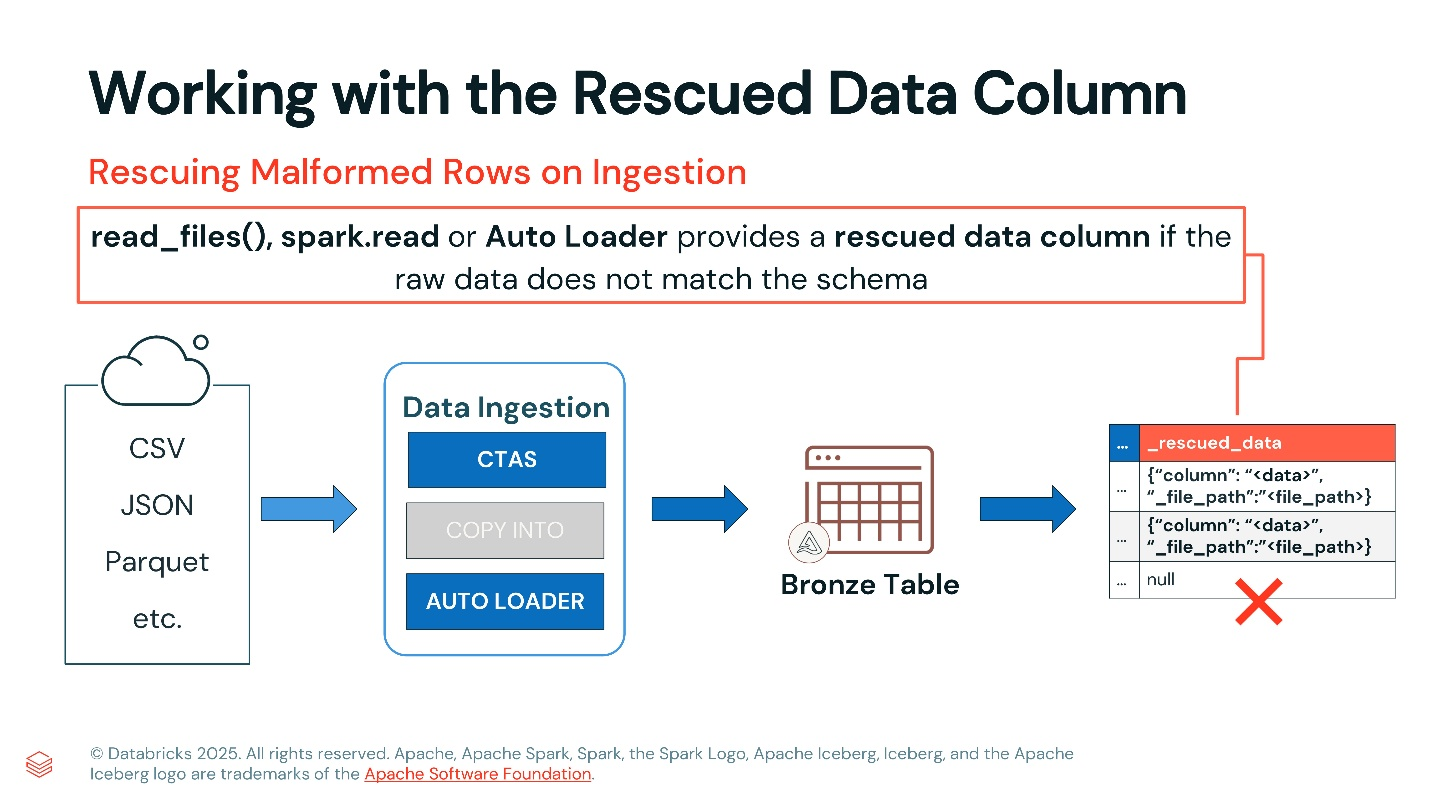 Working with the Rescued Data Column
Rescuing Malformed Rows on Ingestion
read_files(), spark.read or Auto Loader provides a rescued data column if the
raw data does not match the schema
CSV
JSON
Parquet
etc.
Data Ingestion
CTAS
COPY INTO
AUTO LOADER
Bronze Table
... _rescued_data
... {“column”: “<data>”,
“_file_path”:”<file_path>}
... {“column”: “<data>”,
“_file_path”:”<file_path>}
... null
© Databricks 2025. All rights reserved. Apache, Apache Spark, Spark, the Spark Logo, Apache Iceberg, Iceberg, and the Apache
Iceberg logo are trademarks of the Apache Software Foundation.